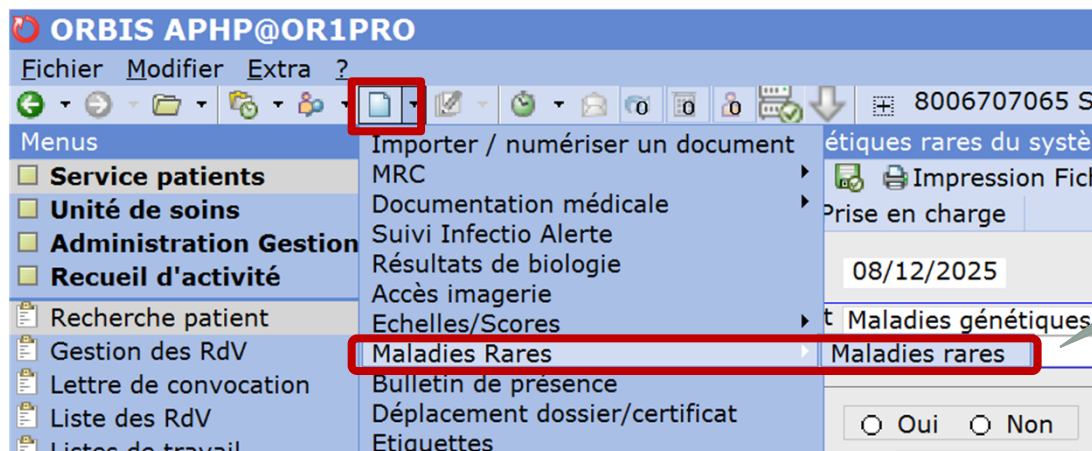 ORBIS APHP@OR1PRO
Fichier Modifier Extra ?
8006707065 S
Menus
étiques rares du systè
Service patients
Unité de soins
Administration Gestion
Recueil d'activité
Recherche patient
Gestion des RdV
Lettre de convocation
Liste des RdV
Listes de travail
Importer / numériser un document
MRC
Documentation médicale
Suivi Infectio Alerte
Résultats de biologie
Accès imagerie
Echelles/Scores
Maladies Rares
Bulletin de présence
Déplacement dossier/certificat
Etiquettes
Maladies rares
Impression Fich
Prise en charge
08/12/2025
t Maladies génétiques
Oui Non